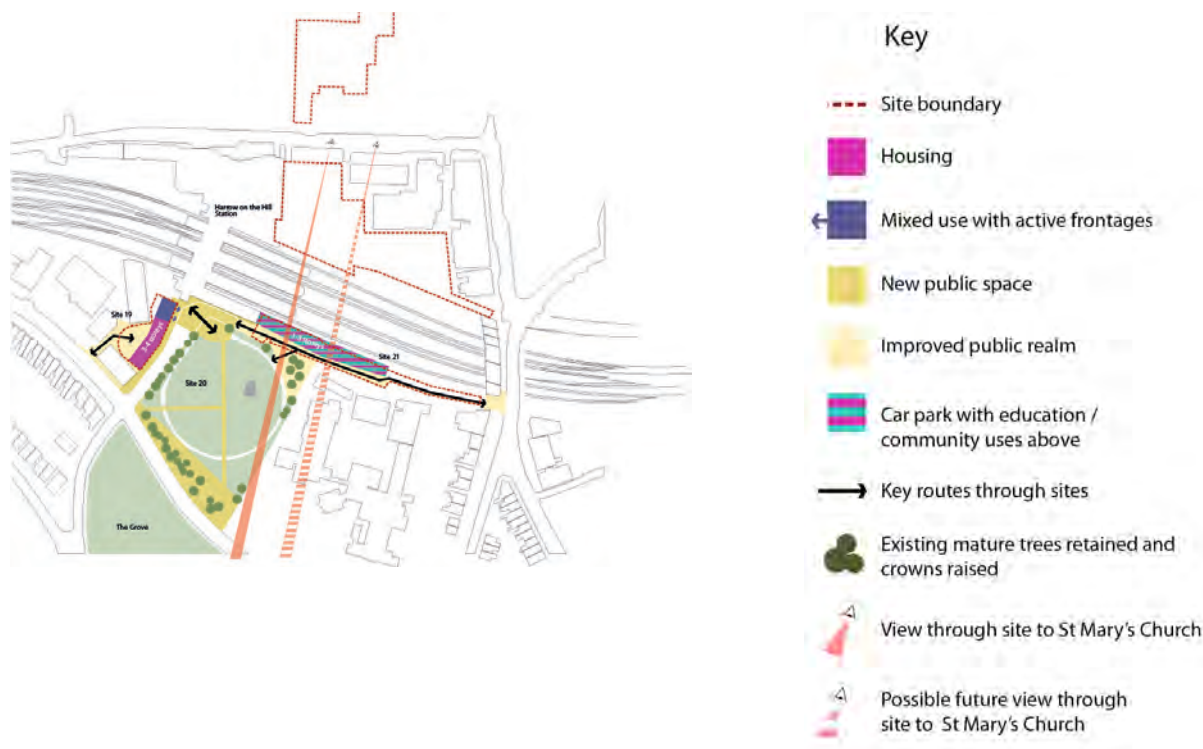 Harrow on the Hill
Station
Site 19
3-4 storeys
Site 20
Site 21
The Grove
Key
Site boundary
Housing
Mixed use with active frontages
New public space
Improved public realm
Car park with education /
community uses above
Key routes through sites
Existing mature trees retained and
crowns raised
View through site to St Mary's Church
Possible future view through
site to St Mary's Church